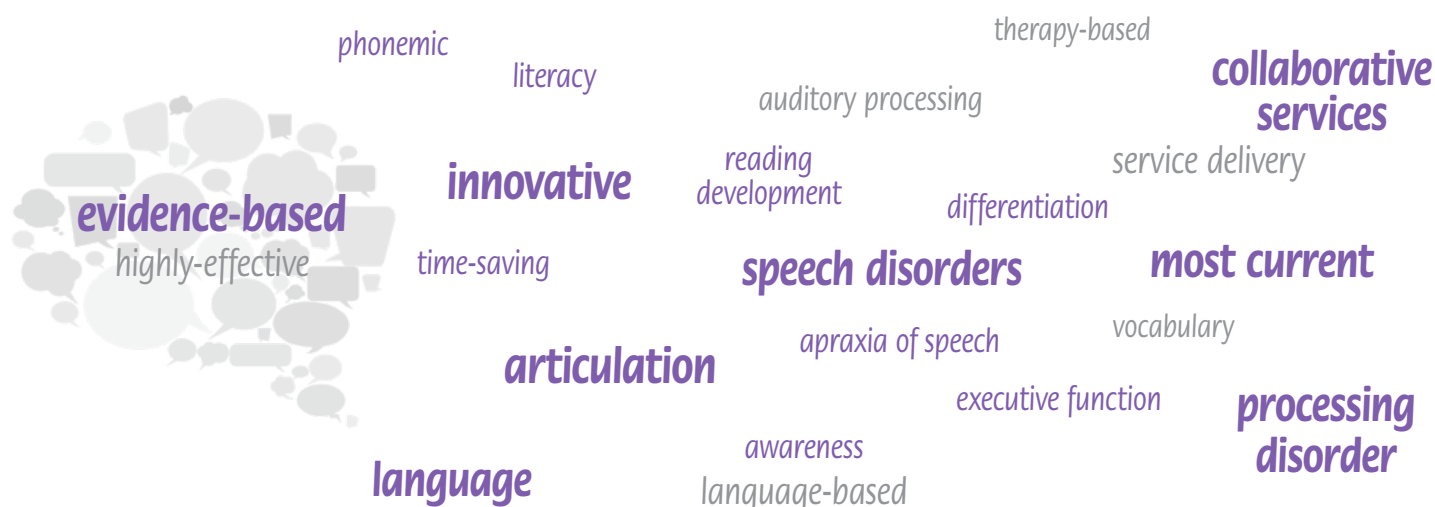 therapy-based
phonemic
collaborative
services
literacy
auditory processing
reading
development
service delivery
innovative
evidence-based
differentiation
highly-effective
time-saving
speech disorders
most current
vocabulary
apraxia of speech
articulation
executive function
processing
disorder
awareness
language
language-based